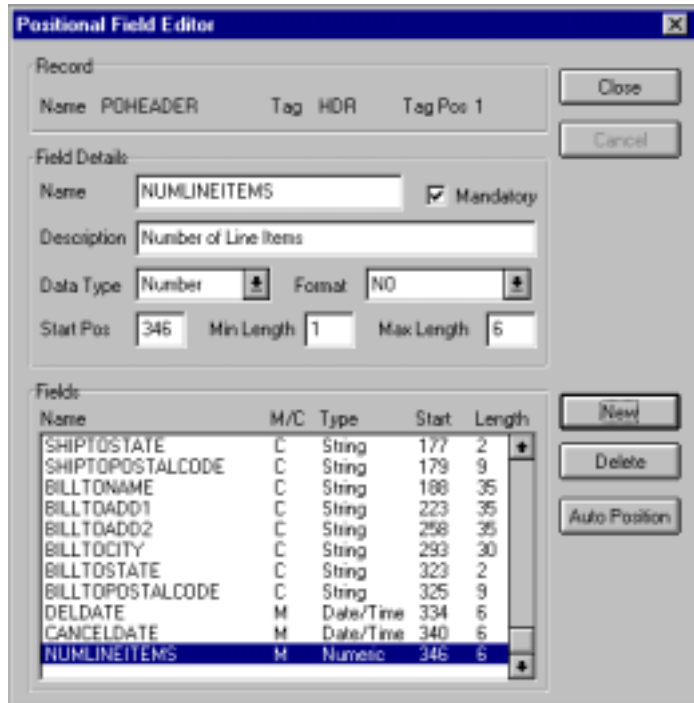 Positional Field Editor
Record
Name POHEADER Tag HDR Tag Pos 1
Close
Cancel
Field Details
Name NUMLINEITEMS Mandatory
Description Number of Line Items
Data Type Number Format N0
Start Pos 346 Min Length 1 Max Length 6
Fields
Name M/C Type Start Length
SHIPTOSTATE C String 177 2
SHIPTOPOSTALCODE C String 179 9
BILLTONAME C String 188 35
BILLTOADD1 C String 223 35
BILLTOADD2 C String 258 35
BILLTOCITY C String 293 30
BILLTOSTATE C String 323 2
BILLTOPOSTALCODE C String 325 9
DELDATE M Date/Time 334 6
CANCELDATE M Date/Time 340 6
NUMLINEITEMS M Numeric 346 6
New
Delete
Auto Position